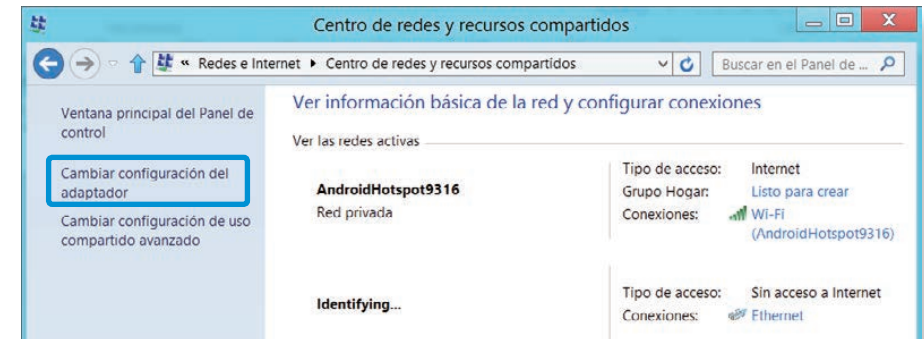 Centro de redes y recursos compartidos
« Redes e Internet ▸ Centro de redes y recursos compartidos
Buscar en el Panel de ...
Ventana principal del Panel de
control
Cambiar configuración del
adaptador
Cambiar configuración de uso
compartido avanzado
Ver información básica de la red y configurar conexiones
Ver las redes activas
AndroidHotspot9316
Red privada
Tipo de acceso: Internet
Grupo Hogar: Listo para crear
Conexiones: Wi-Fi
(AndroidHotspot9316)
Identifying...
Tipo de acceso: Sin acceso a Internet
Conexiones: Ethernet